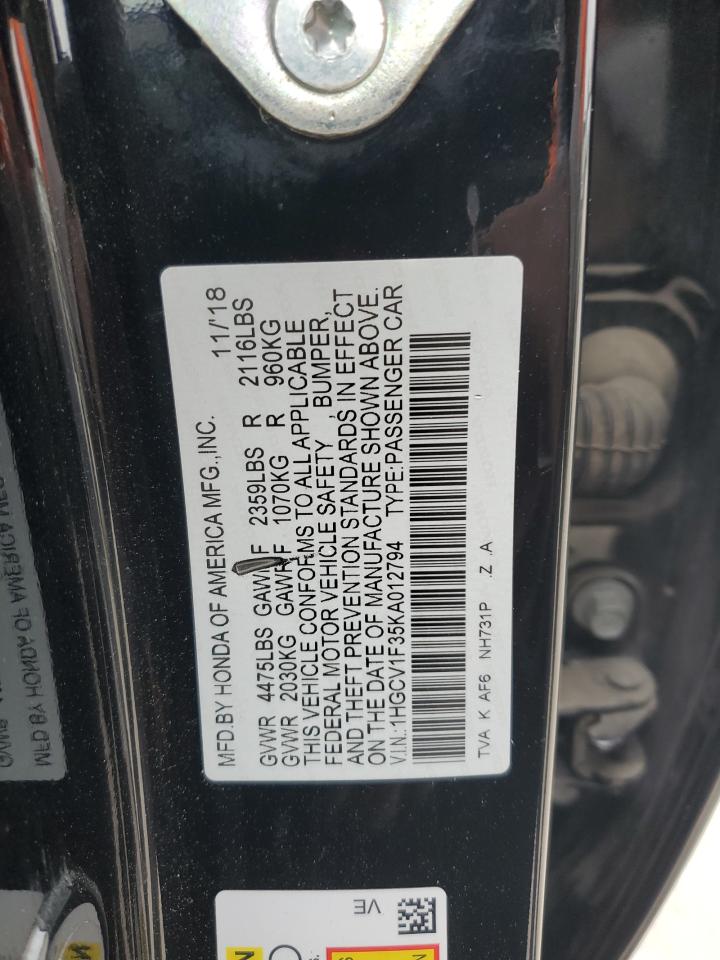 MFD.BY HONDA OF AMERICA MFG.,INC. 11/'18
GVWR 4475LBS GAWR F 2359LBS R 2116LBS
GVWR 2030KG GAWR F 1070KG R 960KG
THIS VEHICLE CONFORMS TO ALL APPLICABLE
FEDERAL MOTOR VEHICLE SAFETY, BUMPER,
AND THEFT PREVENTION STANDARDS IN EFFECT
ON THE DATE OF MANUFACTURE SHOWN ABOVE.
V.I.N.:1HGCV1F35KA012794 TYPE:PASSENGER CAR
TVA K AF6 NH731P .Z .A
VE